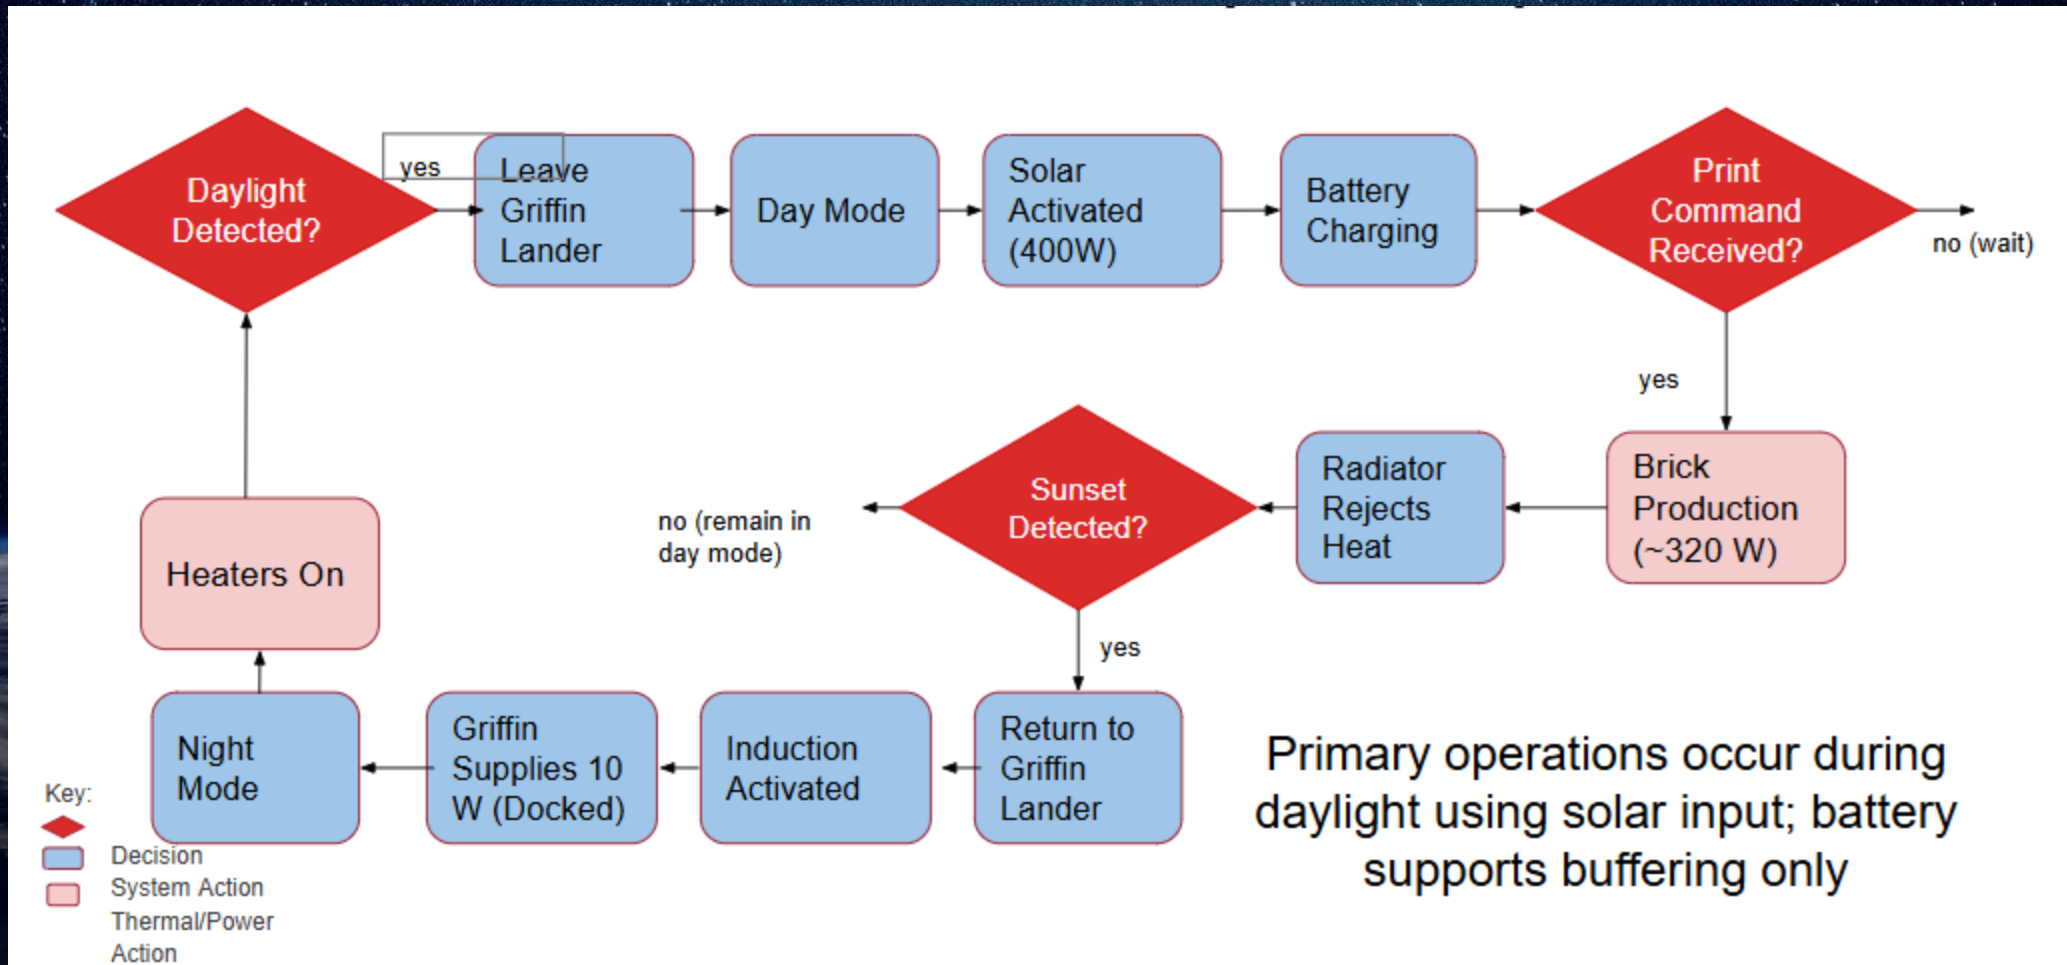 Daylight
Detected?
yes
Leave
Griffin
Lander
Day Mode
Solar
Activated
(400W)
Battery
Charging
Print
Command
Received?
no (wait)
yes
Brick
Production
(~320 W)
Radiator
Rejects
Heat
Sunset
Detected?
no (remain in
day mode)
yes
Return to
Griffin
Lander
Induction
Activated
Griffin
Supplies 10
W (Docked)
Night
Mode
Heaters On
Key:
Decision
System Action
Thermal/Power
Action
Primary operations occur during
daylight using solar input; battery
supports buffering only